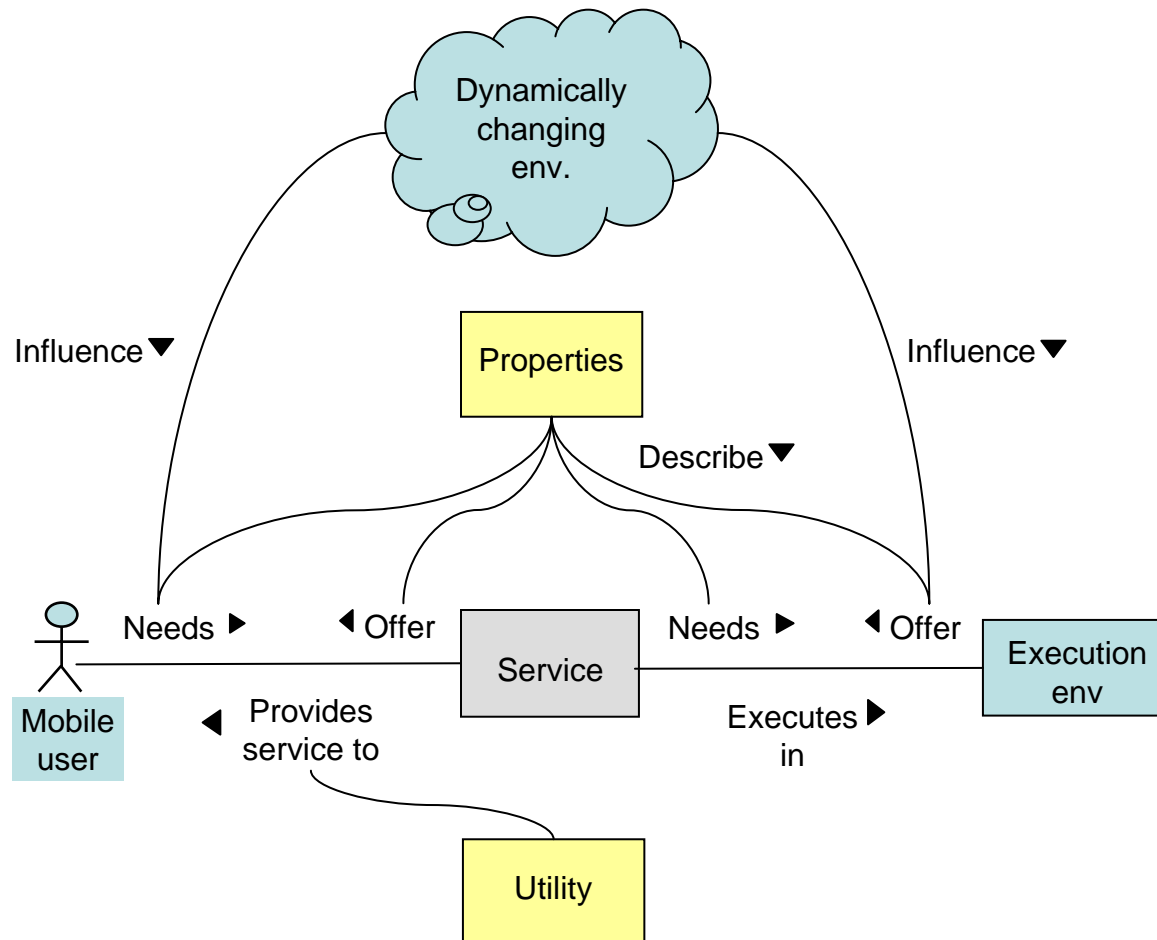 Dynamically
changing
env.
Influence
Properties
Influence
Describe
Needs
Offer
Needs
Offer
Service
Execution
env
Mobile
user
Provides
service to
Executes
in
Utility